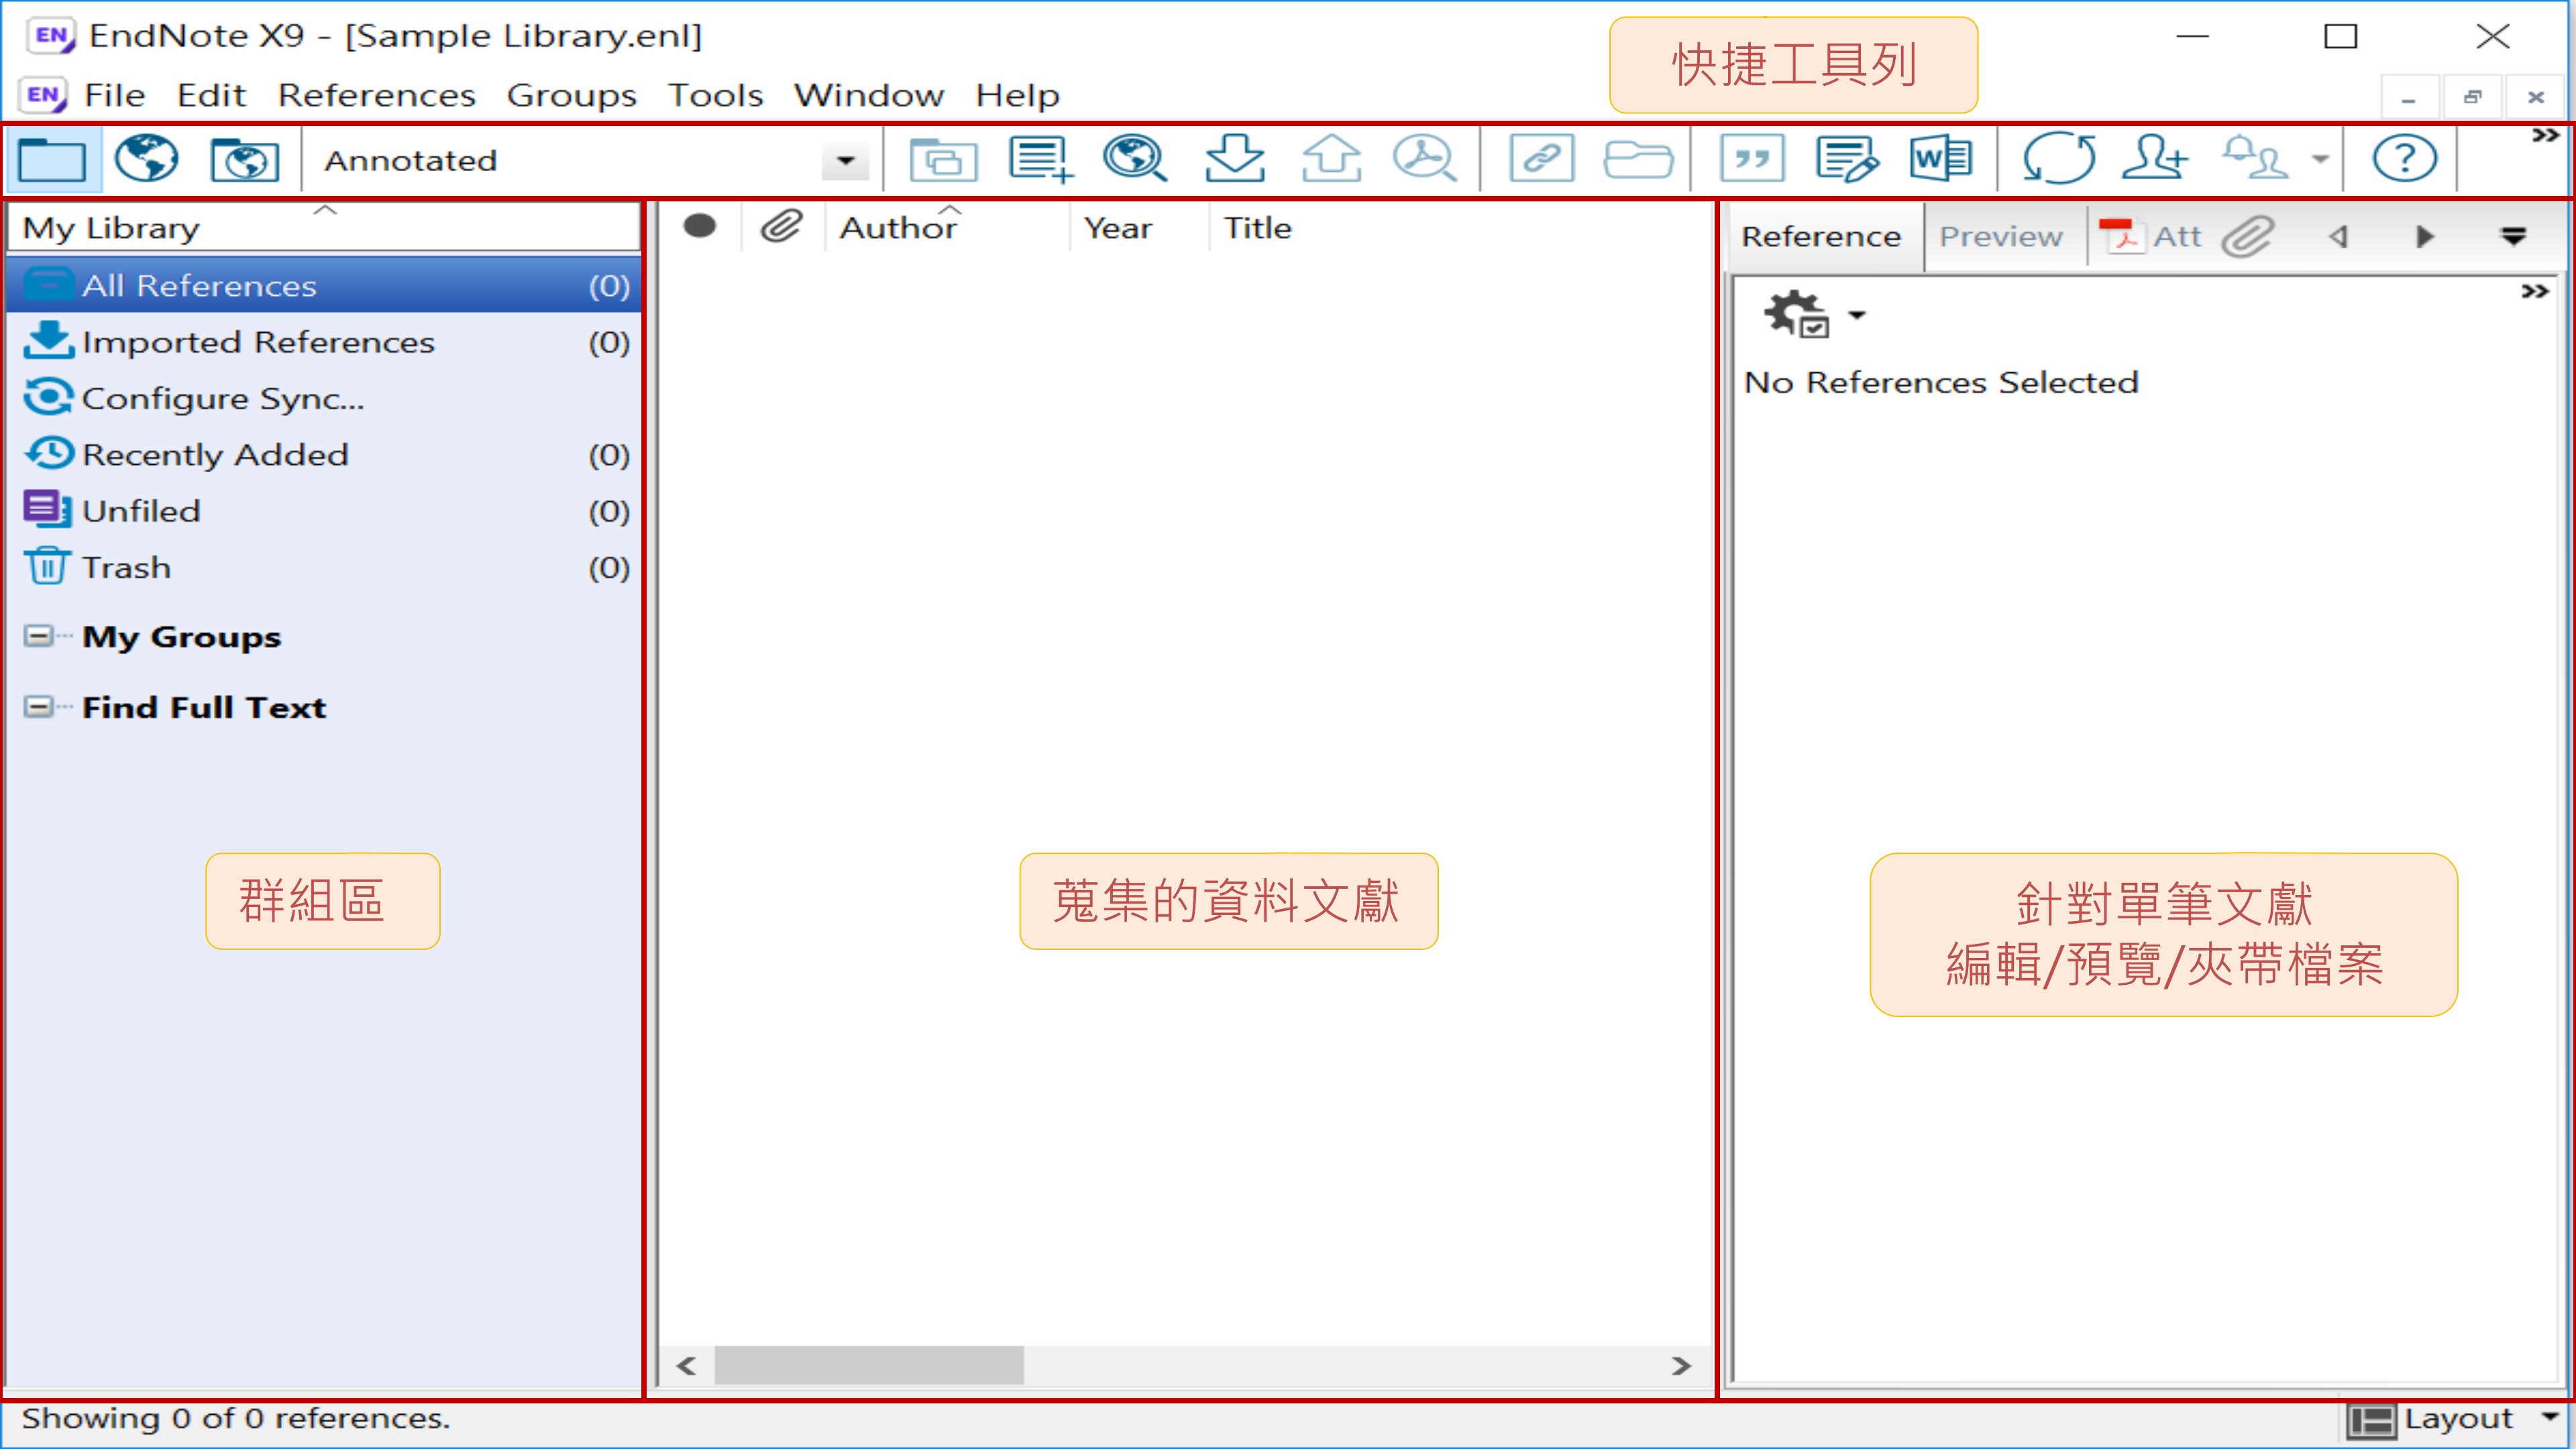 EndNote X9 - [Sample Library.enl]
快捷工具列
File Edit References Groups Tools Window Help
Annotated
My Library
All References (0)
Imported References (0)
Configure Sync...
Recently Added (0)
Unfiled (0)
Trash (0)
My Groups
Find Full Text
群組區
Author Year Title
蒐集的資料文獻
Reference Preview Att
No References Selected
針對單筆文獻
編輯/預覽/夾帶檔案
Showing 0 of 0 references.
Layout